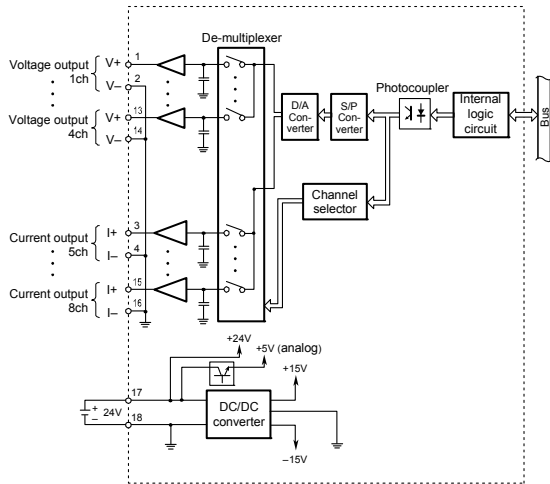 De-multiplexer
Voltage output
1ch
V+
1
V–
2
Voltage output
4ch
V+
13
V–
14
Current output
5ch
I+
3
I–
4
Current output
8ch
I+
15
I–
16
D/A
Con-
verter
S/P
Con-
verter
Photocoupler
Internal
logic
circuit
Bus
Channel
selector
+24V
+5V (analog)
+15V
17
24V
+
–
18
DC/DC
converter
–15V